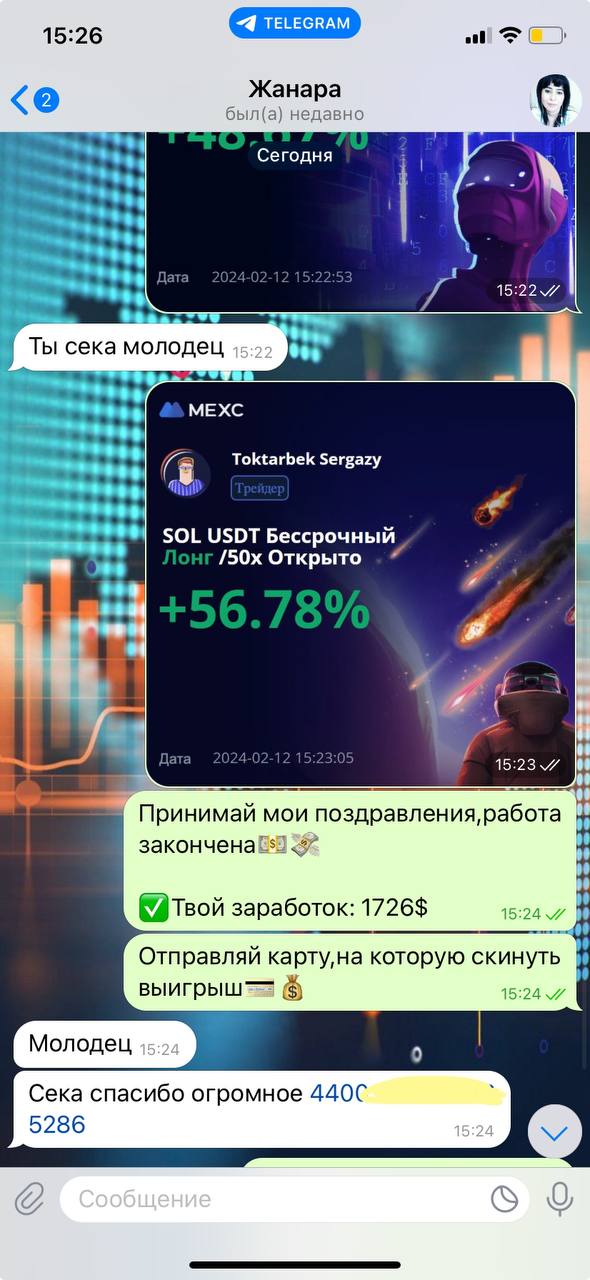 15:26
TELEGRAM
2
Жанара
был(а) недавно
+48.67%
Сегодня
Дата 2024-02-12 15:22:53
15:22
Ты сека молодец 15:22
MEXC
Toktarbek Sergazy
Трейдер
SOL USDT Бессрочный
Лонг /50x Открыто
+56.78%
Дата 2024-02-12 15:23:05
15:23
Принимай мои поздравления,работа
закончена💵💸
✅Твой заработок: 1726$
15:24
Отправляй карту,на которую скинуть
выигрыш💳💰
15:24
Молодец 15:24
Сека спасибо огромное 4400
5286
15:24
Сообщение